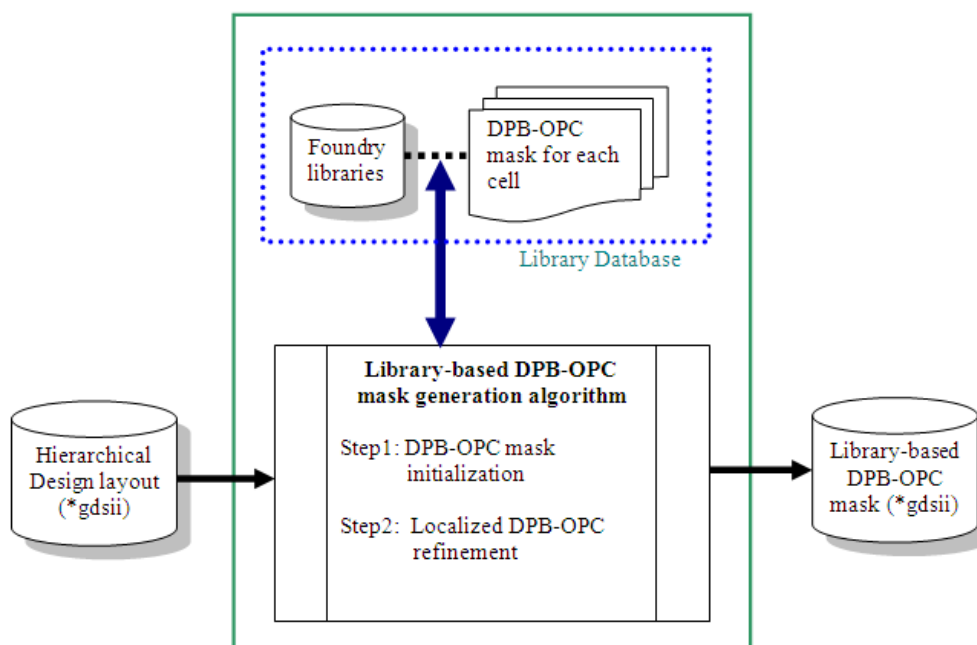 Foundry
libraries
DPB-OPC
mask for each
cell
Library Database
Library-based DPB-OPC
mask generation algorithm
Step1: DPB-OPC mask
initialization
Step2: Localized DPB-OPC
refinement
Hierarchical
Design layout
(*gdsii)
Library-based
DPB-OPC
mask (*gdsii)